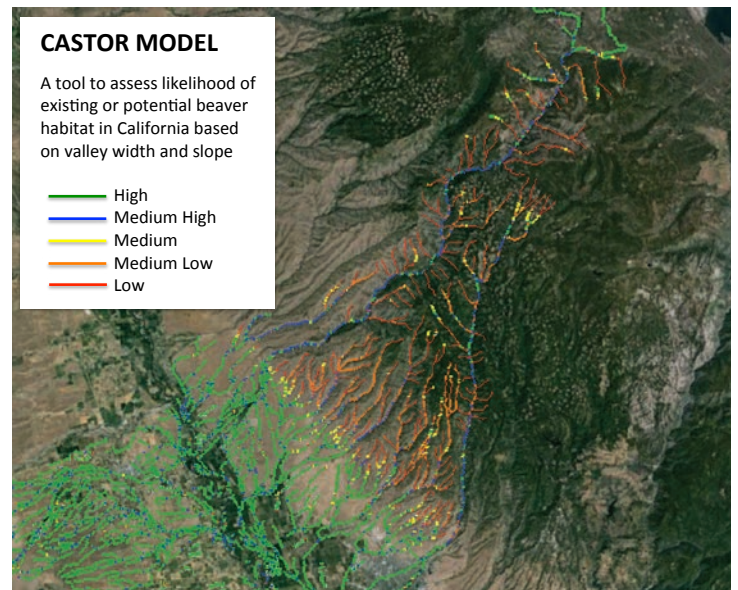 CASTOR MODEL
A tool to assess likelihood of
existing or potential beaver
habitat in California based
on valley width and slope
High
Medium High
Medium
Medium Low
Low